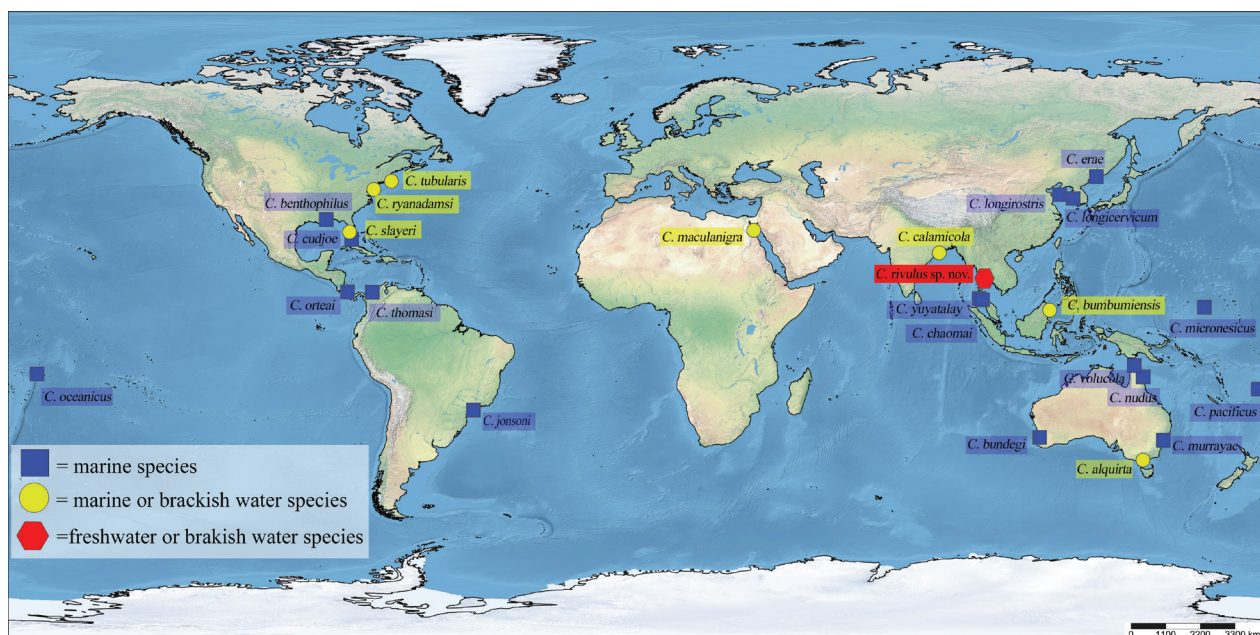 C. erae
C. tubularis
C. longirostris
C. benthophilus
C. ryanadamsi
C. longicervicum
C. slayeri
C. cudjoe
C. maculanigra
C. calamicola
C. rivulus sp. nov.
C. orteai
C. thomasi
C. yuyatalay
C. bumbumiensis
C. chaomai
C. micronesicus
C. volucola
C. oceanicus
C. nudus
C. pacificus
C. jonsoni
C. bundegi
C. murrayae
C. alquirta
= marine species
= marine or brackish water species
=freshwater or brakish water species
0 1100 2200 3300 km